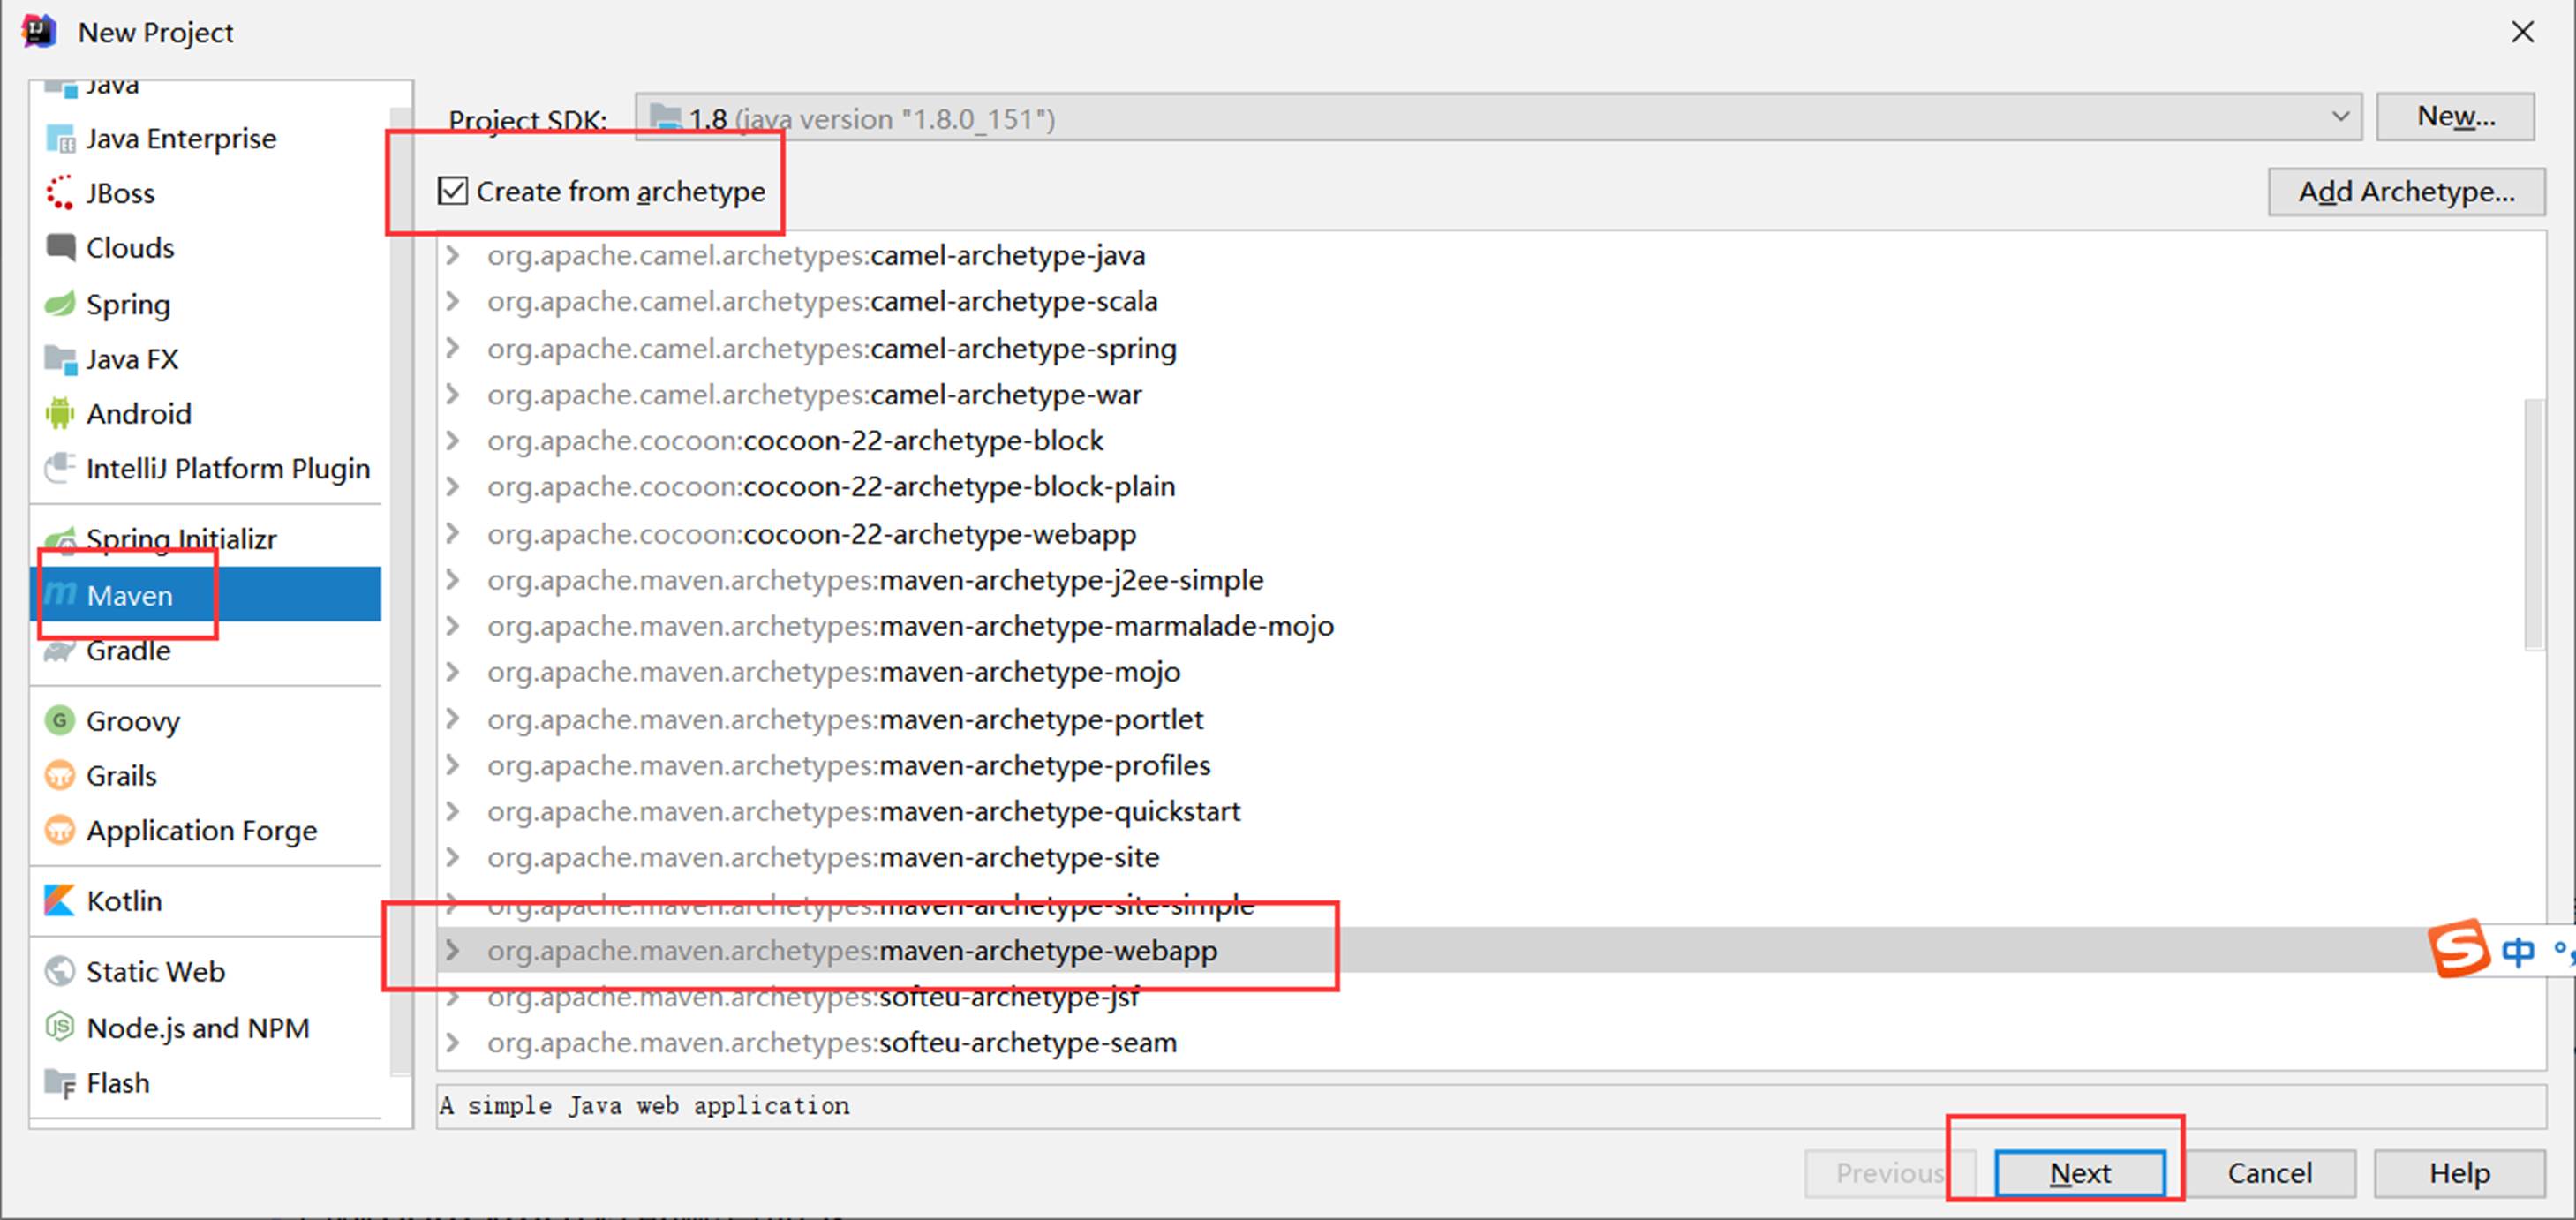 New Project
Java
Java Enterprise
JBoss
Clouds
Spring
Java FX
Android
IntelliJ Platform Plugin
Spring Initializr
Maven
Gradle
Groovy
Grails
Application Forge
Kotlin
Static Web
Node.js and NPM
Flash
Project SDK: 1.8 (java version "1.8.0_151") New...
Create from archetype Add Archetype...
org.apache.camel.archetypes:camel-archetype-java
org.apache.camel.archetypes:camel-archetype-scala
org.apache.camel.archetypes:camel-archetype-spring
org.apache.camel.archetypes:camel-archetype-war
org.apache.cocoon:cocoon-22-archetype-block
org.apache.cocoon:cocoon-22-archetype-block-plain
org.apache.cocoon:cocoon-22-archetype-webapp
org.apache.maven.archetypes:maven-archetype-j2ee-simple
org.apache.maven.archetypes:maven-archetype-marmalade-mojo
org.apache.maven.archetypes:maven-archetype-mojo
org.apache.maven.archetypes:maven-archetype-portlet
org.apache.maven.archetypes:maven-archetype-profiles
org.apache.maven.archetypes:maven-archetype-quickstart
org.apache.maven.archetypes:maven-archetype-site
org.apache.maven.archetypes:maven-archetype-site-simple
org.apache.maven.archetypes:maven-archetype-webapp
中
org.apache.maven.archetypes:softeu-archetype-jsf
org.apache.maven.archetypes:softeu-archetype-seam
A simple Java web application
Previous Next Cancel Help